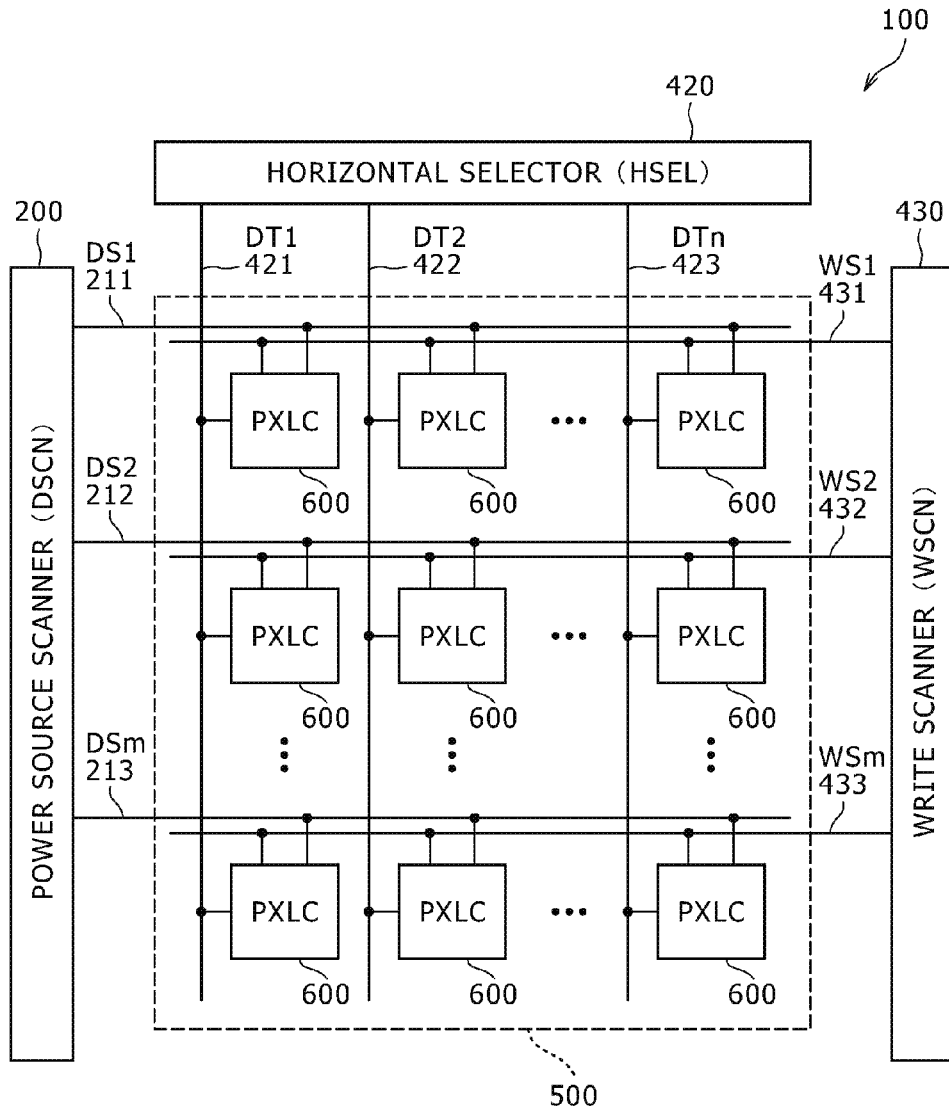 100
420
HORIZONTAL SELECTOR (HSEL)
200
430
DT1
421
DT2
422
DTn
423
DS1
211
WS1
431
PXLC
PXLC
•••
PXLC
600
600
600
DS2
212
WS2
432
PXLC
PXLC
•••
PXLC
600
600
600
DSm
213
WSm
433
PXLC
PXLC
•••
PXLC
600
600
600
POWER SOURCE SCANNER (DSCN)
WRITE SCANNER (WSCN)
500